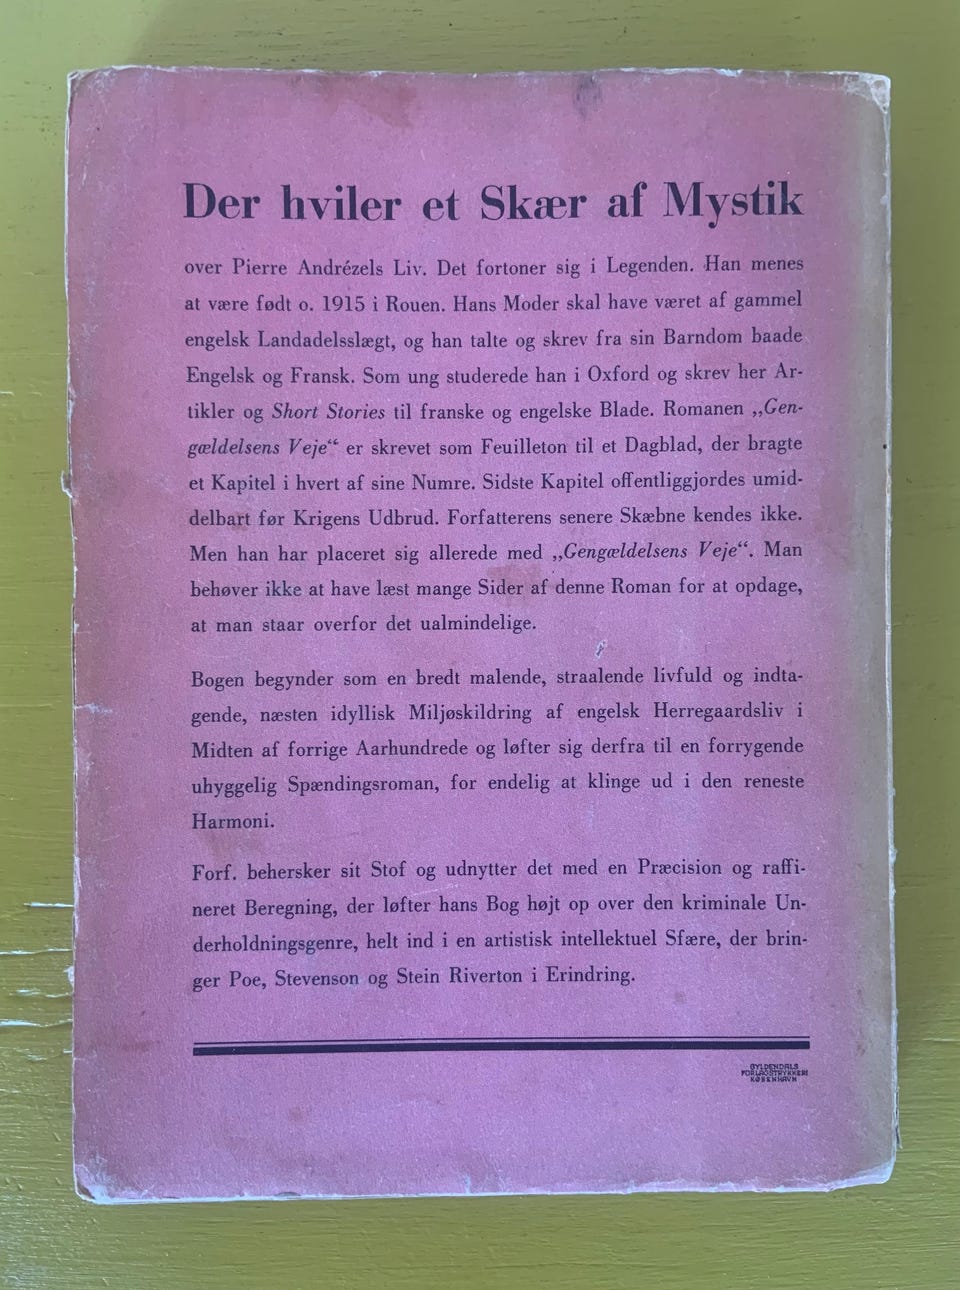 Der hviler et Skær af Mystik
over Pierre Andrézels Liv. Det fortoner sig i Legenden. Han menes
at være født o. 1915 i Rouen. Hans Moder skal have været af gammel
engelsk Landadelsslægt, og han talte og skrev fra sin Barndom baade
Engelsk og Fransk. Som ung studerede han i Oxford og skrev her Ar-
tikler og Short Stories til franske og engelske Blade. Romanen „Gen-
gældelsens Veje“ er skrevet som Feuilleton til et Dagblad, der bragte
et Kapitel i hvert af sine Numre. Sidste Kapitel offentliggjordes umid-
delbart før Krigens Udbrud. Forfatterens senere Skæbne kendes ikke.
Men han har placeret sig allerede med „Gengældelsens Veje“. Man
behøver ikke at have læst mange Sider af denne Roman for at opdage,
at man staar overfor det ualmindelige.
Bogen begynder som en bredt malende, straalende livfuld og indta-
gende, næsten idyllisk Miljøskildring af engelsk Herregaardsliv i
Midten af forrige Aarhundrede og løfter sig derfra til en forrygende
uhyggelig Spændingsroman, for endelig at klinge ud i den reneste
Harmoni.
Forf. behersker sit Stof og udnytter det med en Præcision og raffi-
neret Beregning, der løfter hans Bog højt op over den kriminale Un-
derholdningsgenre, helt ind i en artistisk intellektuel Sfære, der brin-
ger Poe, Stevenson og Stein Riverton i Erindring.
GYLDENDALS
FORLAGSTRYKKERI
KØBENHAVN